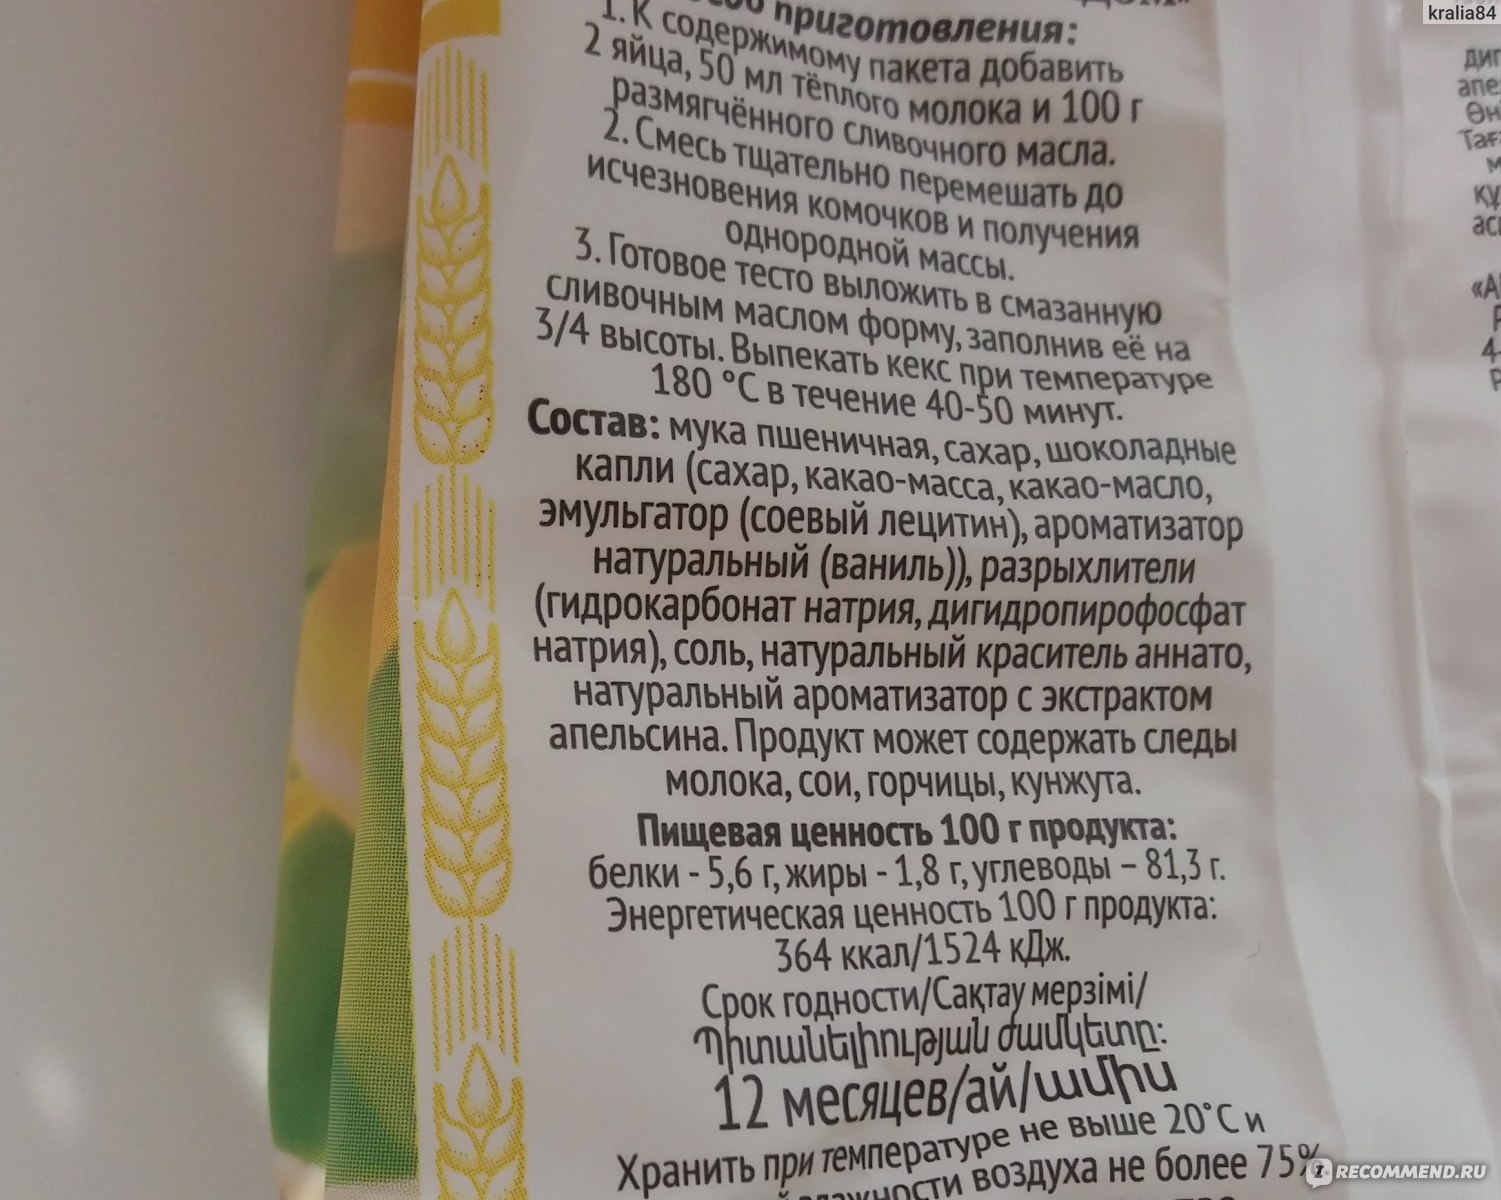 kralia84
приготовления:
1. К содержимому пакета добавить
2 яйца, 50 мл тёплого молока и 100 г
размягчённого сливочного масла.
2. Смесь тщательно перемешать до
исчезновения комочков и получения
однородной массы.
3. Готовое тесто выложить в смазанную
сливочным маслом форму, заполнив её на
3/4 высоты. Выпекать кекс при температуре
180 °С в течение 40-50 минут.
Состав: мука пшеничная, сахар, шоколадные
капли (сахар, какао-масса, какао-масло,
эмульгатор (соевый лецитин), ароматизатор
натуральный (ваниль)), разрыхлители
(гидрокарбонат натрия, дигидропирофосфат
натрия), соль, натуральный краситель аннато,
натуральный ароматизатор с экстрактом
апельсина. Продукт может содержать следы
молока, сои, горчицы, кунжута.
Пищевая ценность 100 г продукта:
белки - 5,6 г, жиры - 1,8 г, углеводы – 81,3 г.
Энергетическая ценность 100 г продукта:
364 ккал/1524 кДж.
Срок годности/Сақтау мерзімі/
Պիտանելիության ժամկետը:
12 месяцев/ай/ամիս
Хранить при температуре не выше 20°С и
воздуха не более 75%
RECOMMEND.RU